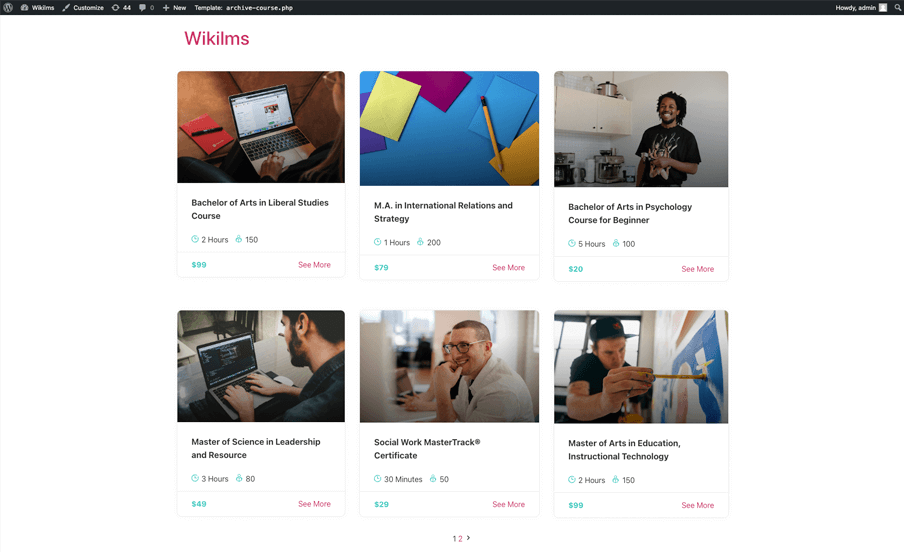 Wikilms
Customize
44
0
New
Template: archive-course.php
Howdy, admin
Wikilms
Bachelor of Arts in Liberal Studies
Course
2 Hours
150
$99
See More
M.A. in International Relations and
Strategy
1 Hours
200
$79
See More
Bachelor of Arts in Psychology
Course for Beginner
5 Hours
100
$20
See More
Master of Science in Leadership
and Resource
3 Hours
80
$49
See More
Social Work MasterTrack®
Certificate
30 Minutes
50
$29
See More
Master of Arts in Education,
Instructional Technology
2 Hours
150
$99
See More
1 2 ›